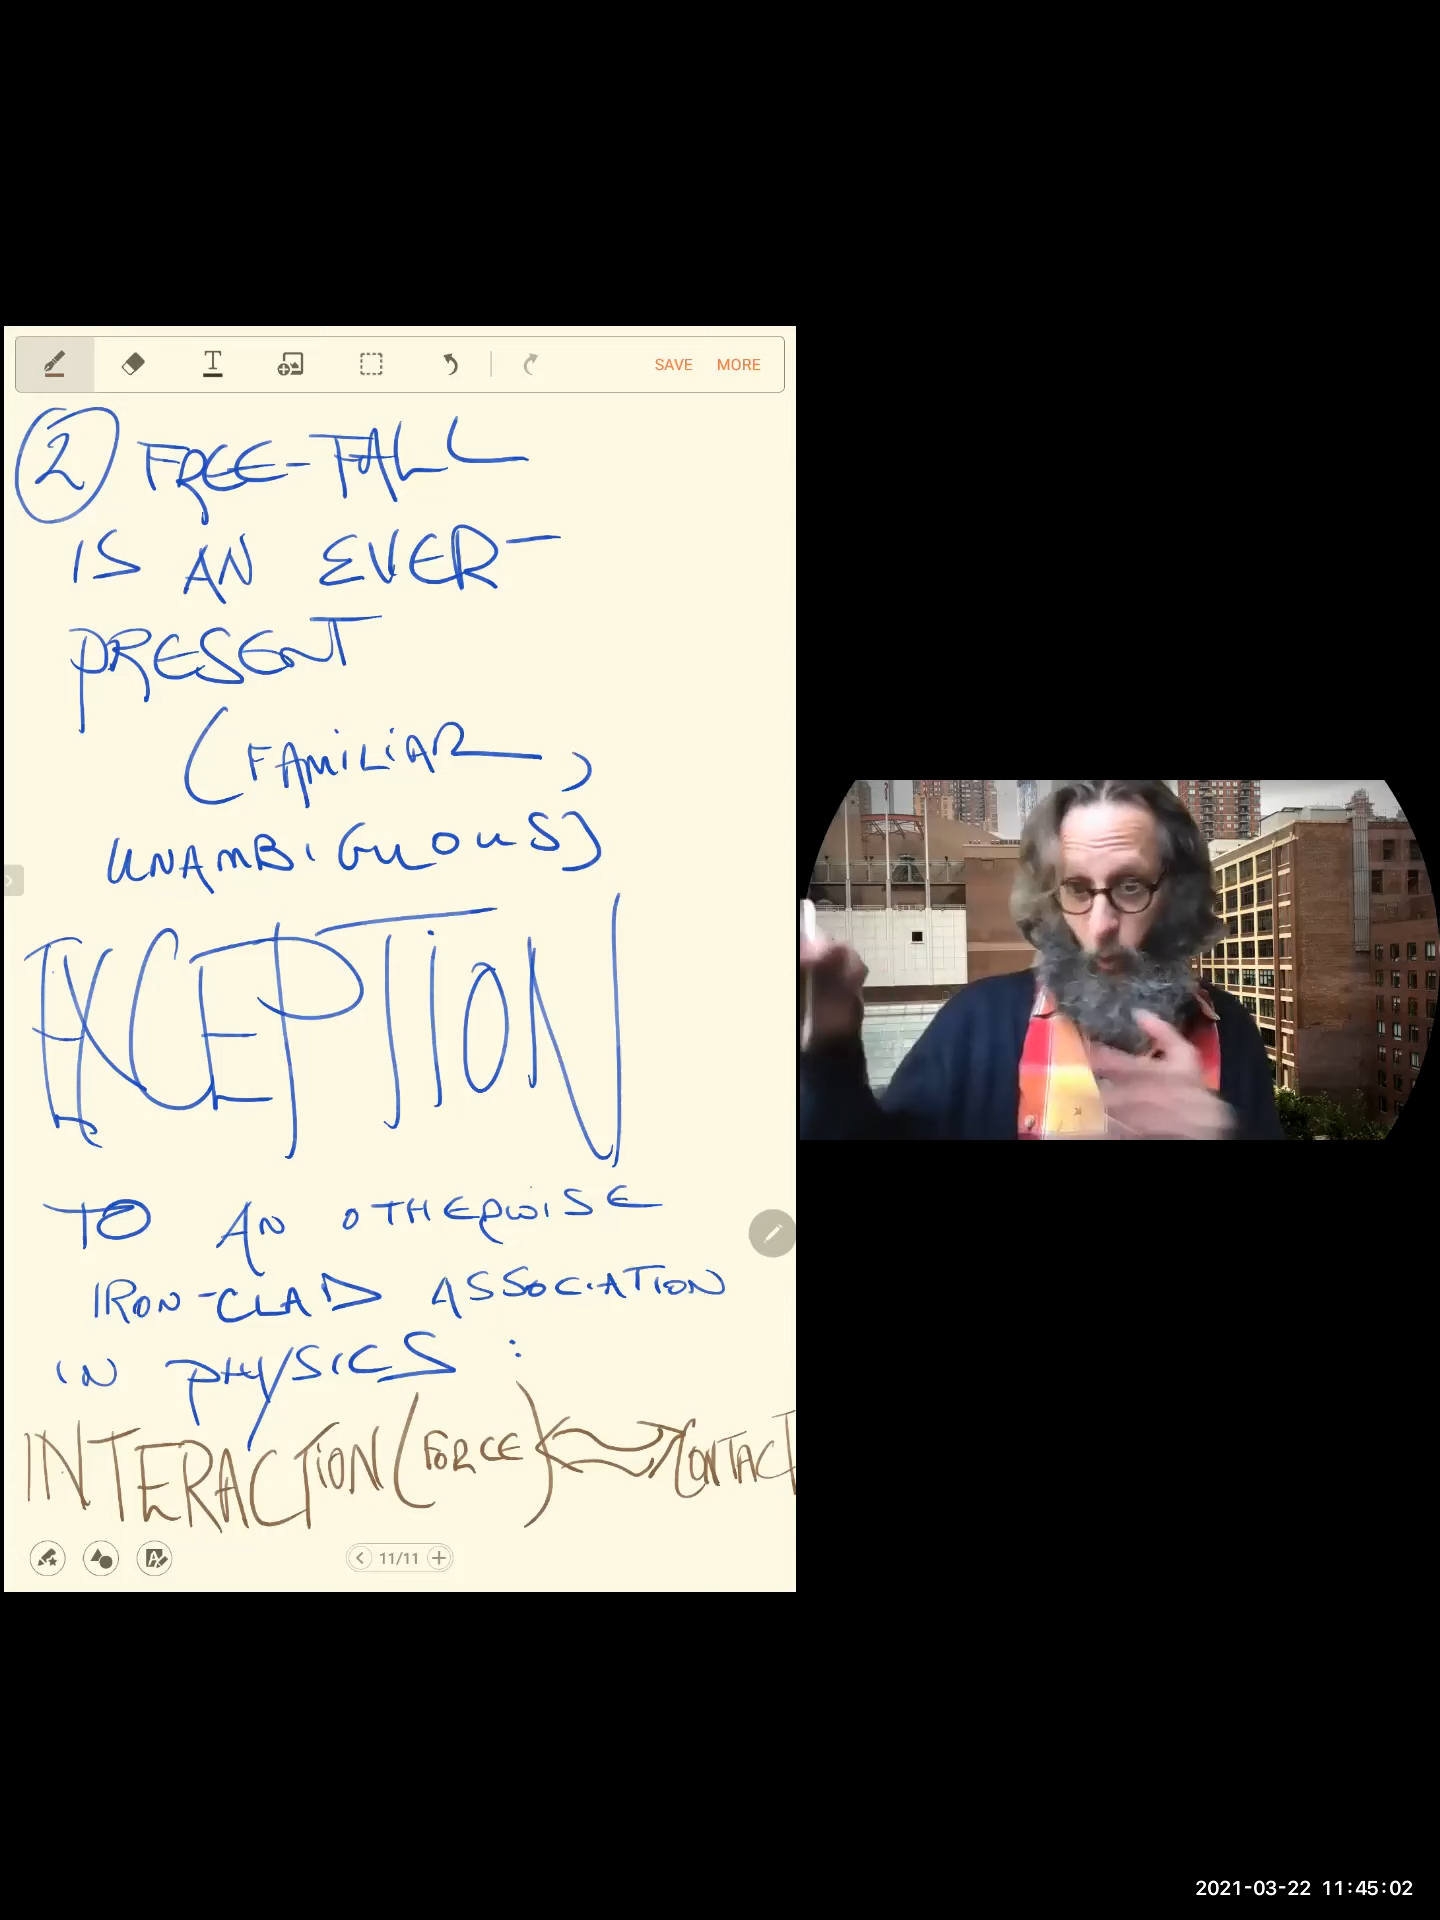 SAVE MORE
2 FREE-FALL
IS AN EVER-
PRESENT
(FAMILIAR,
UNAMBIGUOUS)
EXCEPTION
TO AN OTHERWISE
IRON-CLAD ASSOCIATION
IN PHYSICS:
INTERACTION (FORCE) CONTACT
11/11
2021-03-22 11:45:02